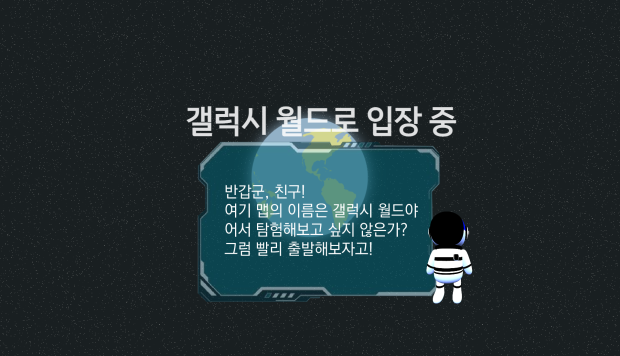 갤럭시 월드로 입장 중
반갑군, 친구!
여기 맵의 이름은 갤럭시 월드야
어서 탐험해보고 싶지 않은가?
그럼 빨리 출발해보자고!